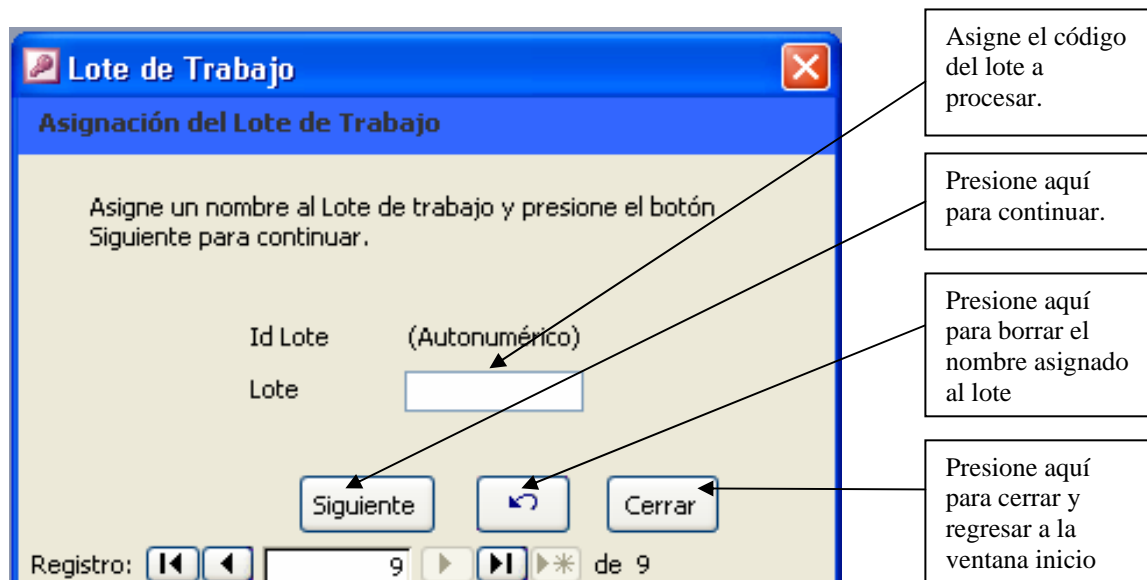 Lote de Trabajo
Asignación del Lote de Trabajo
Asigne un nombre al Lote de trabajo y presione el botón
Siguiente para continuar.
Id Lote (Autonumérico)
Lote
Siguiente
Cerrar
Registro: 9 de 9
Asigne el código
del lote a
procesar.
Presione aquí
para continuar.
Presione aquí
para borrar el
nombre asignado
al lote
Presione aquí
para cerrar y
regresar a la
ventana inicio